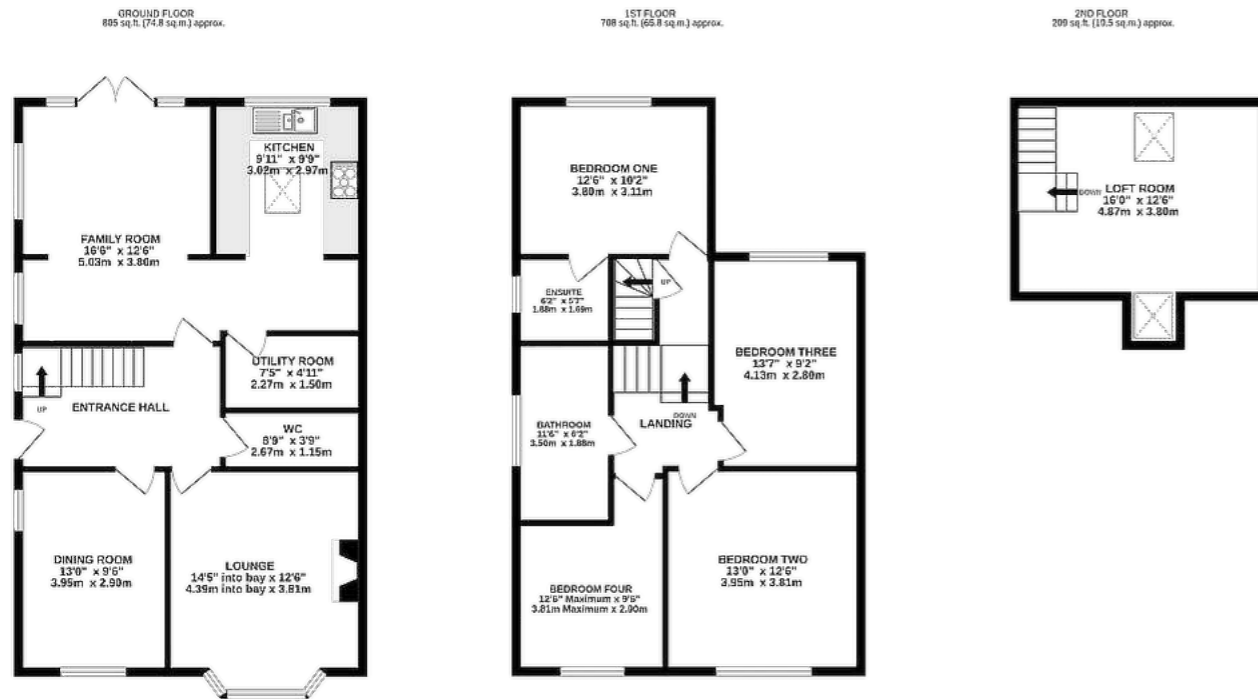 GROUND FLOOR
805 sq.ft. (74.8 sq.m.) approx.
1ST FLOOR
708 sq.ft. (65.8 sq.m.) approx.
2ND FLOOR
209 sq.ft. (19.5 sq.m.) approx.
KITCHEN
9'11" x 9'9"
3.02m x 2.97m
FAMILY ROOM
16'6" x 12'6"
5.03m x 3.80m
UTILITY ROOM
7'5" x 4'11"
2.27m x 1.50m
UP
ENTRANCE HALL
WC
8'9" x 3'9"
2.67m x 1.15m
DINING ROOM
13'0" x 9'6"
3.95m x 2.90m
LOUNGE
14'5" into bay x 12'6"
4.39m into bay x 3.81m
BEDROOM ONE
12'6" x 10'2"
3.80m x 3.11m
ENSUITE
6'2" x 5'7"
1.88m x 1.69m
UP
BEDROOM THREE
13'7" x 9'2"
4.13m x 2.80m
DOWN
LANDING
BATHROOM
11'6" x 6'2"
3.50m x 1.88m
BEDROOM TWO
13'0" x 12'6"
3.95m x 3.81m
BEDROOM FOUR
12'6" Maximum x 9'6"
3.81m Maximum x 2.90m
DOWN
LOFT ROOM
16'0" x 12'6"
4.87m x 3.80m